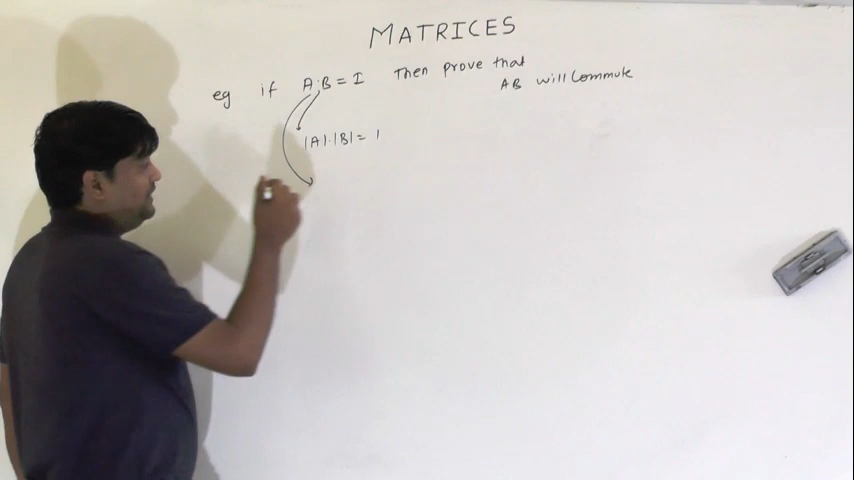 MATRICES
eg if A·B = I Then prove that
AB will Commute
|A|·|B| = 1